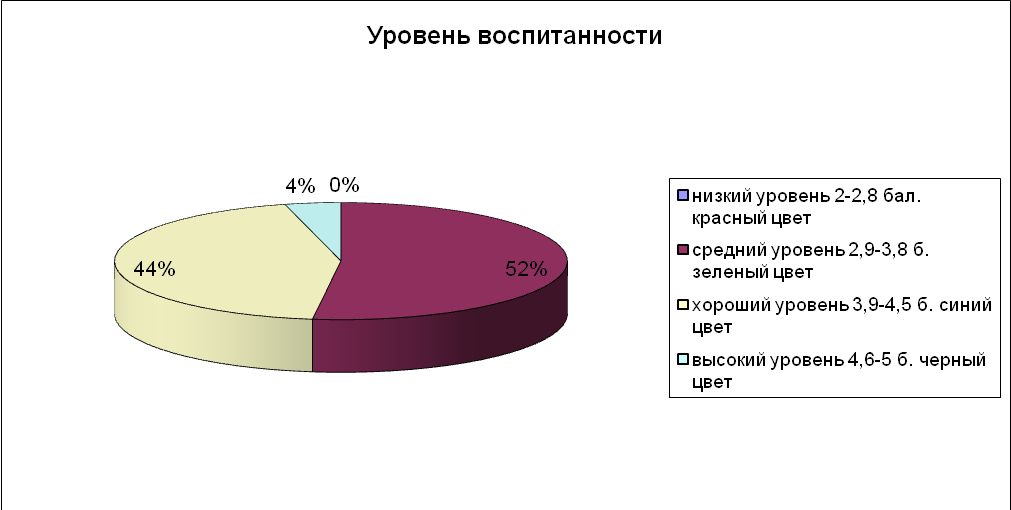 Уровень воспитанности
4% 0%
44%
52%
низкий уровень 2-2,8 бал.
красный цвет
средний уровень 2,9-3,8 б.
зеленый цвет
хороший уровень 3,9-4,5 б. синий
цвет
высокий уровень 4,6-5 б. черный
цвет